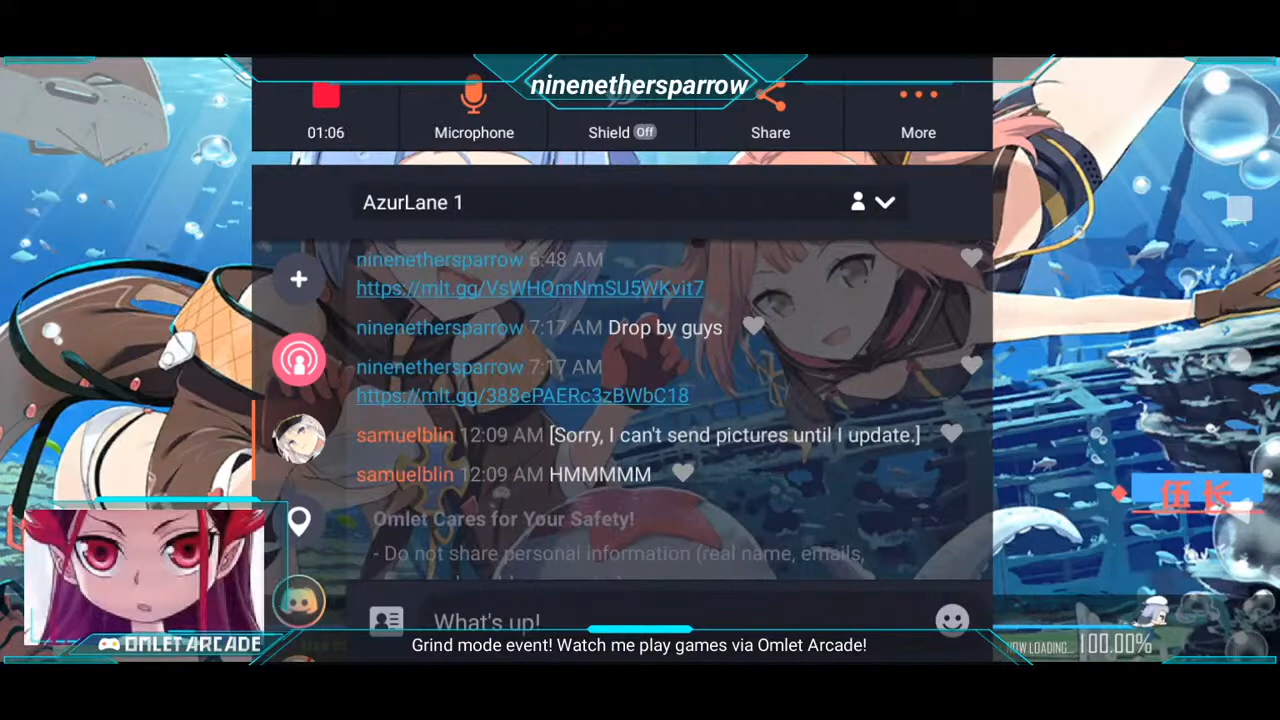 ninenethersparrow
01:06
Microphone
Shield Off
Share
More
AzurLane 1
ninenethersparrow 6:48 AM
https://mlt.gg/VsWHQmNmSU5WKvit7
ninenethersparrow 7:17 AM Drop by guys
ninenethersparrow 7:17 AM
https://mlt.gg/388ePAERc3zBWbC18
samuelblin 12:09 AM [Sorry, I can't send pictures until I update.]
samuelblin 12:09 AM HMMMMM
伍长
Omlet Cares for Your Safety!
- Do not share personal information (real name, emails,
What's up!
OMLET ARCADE
Grind mode event! Watch me play games via Omlet Arcade!
NOW LOADING... 100.00%